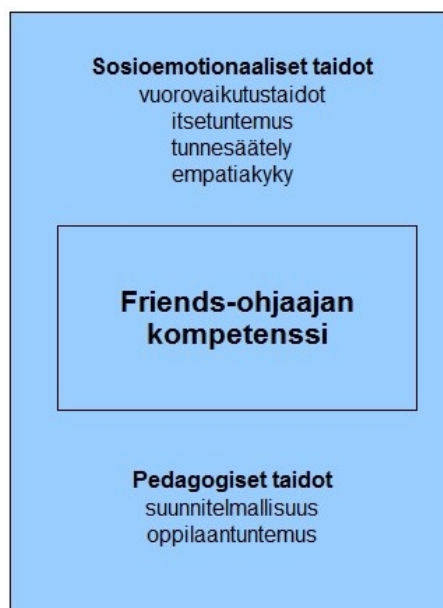 Sosioemotionaaliset taidot
vuorovaikutustaidot
itsetuntemus
tunnesäätely
empatiakyky
Friends-ohjaajan
kompetenssi
Pedagogiset taidot
suunnitelmallisuus
oppilaantuntemus